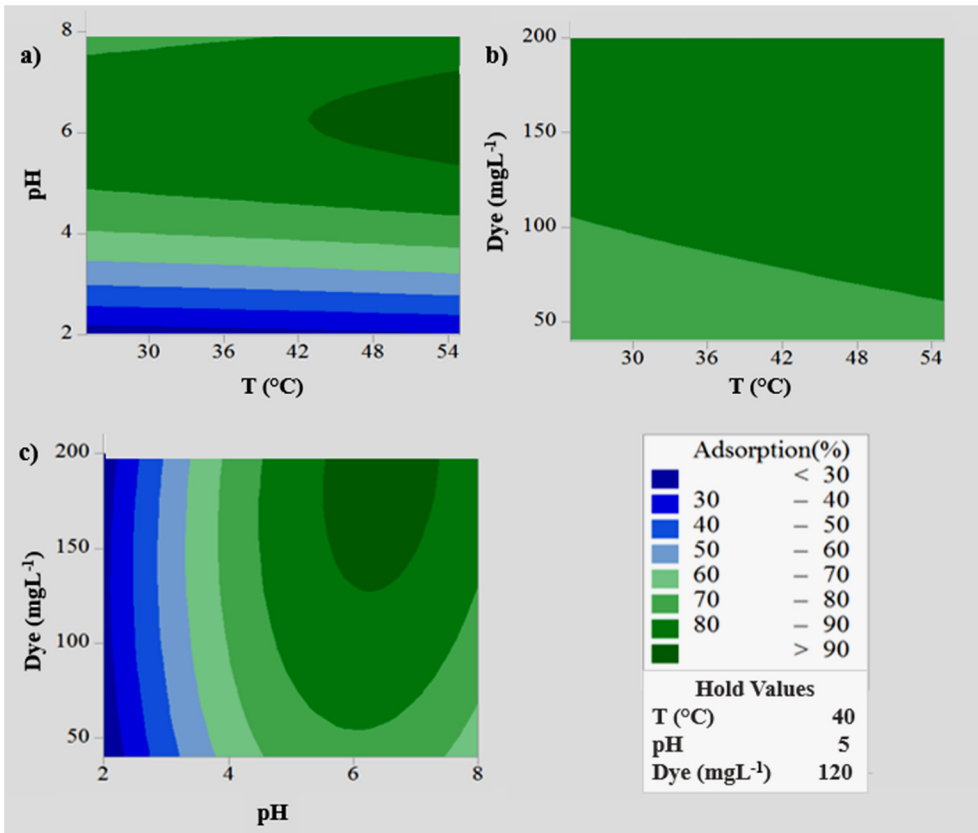 a)
8
6
4
2
pH
30 36 42 48 54
T (°C)
b)
200
150
100
50
Dye (mgL⁻¹)
30 36 42 48 54
T (°C)
c)
200
150
100
50
Dye (mgL⁻¹)
2 4 6 8
pH
Adsorption(%)
< 30
30 – 40
40 – 50
50 – 60
60 – 70
70 – 80
80 – 90
> 90
Hold Values
T (°C) 40
pH 5
Dye (mgL⁻¹) 120